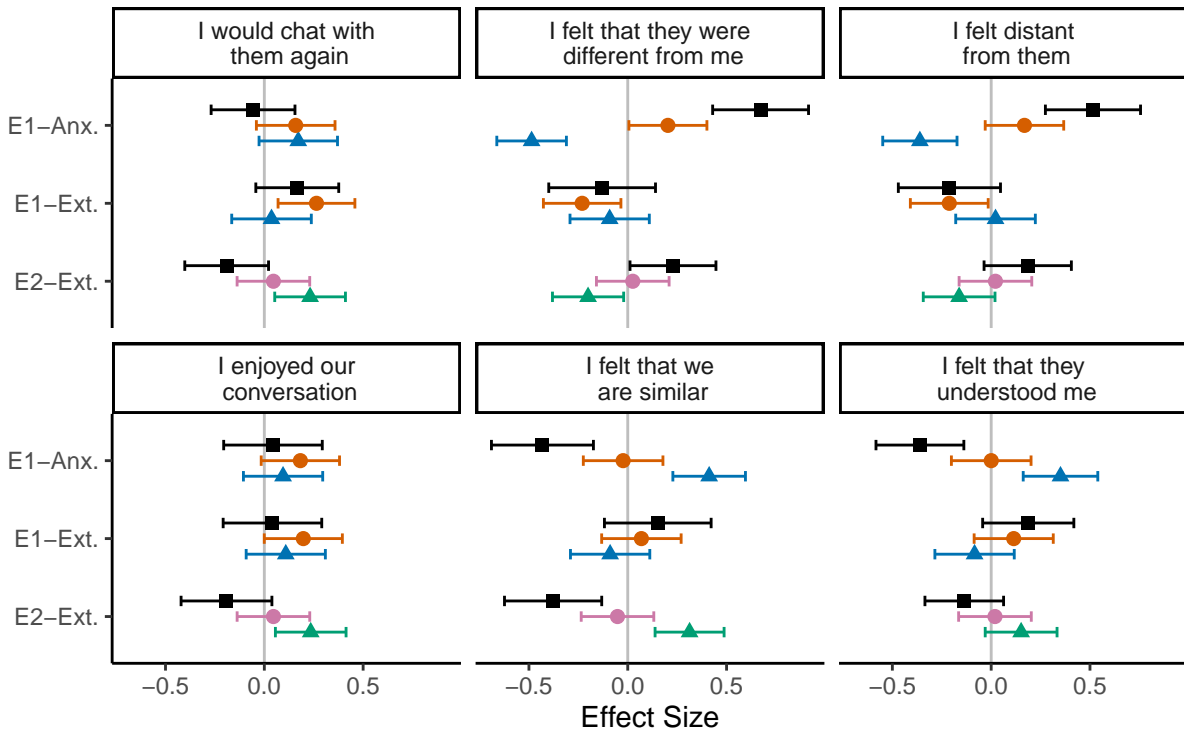 I would chat with
them again
I felt that they were
different from me
I felt distant
from them
E1−Anx.
E1−Ext.
E2−Ext.
I enjoyed our
conversation
I felt that we
are similar
I felt that they
understood me
E1−Anx.
E1−Ext.
E2−Ext.
−0.5 0.0 0.5 −0.5 0.0 0.5 −0.5 0.0 0.5
Effect Size